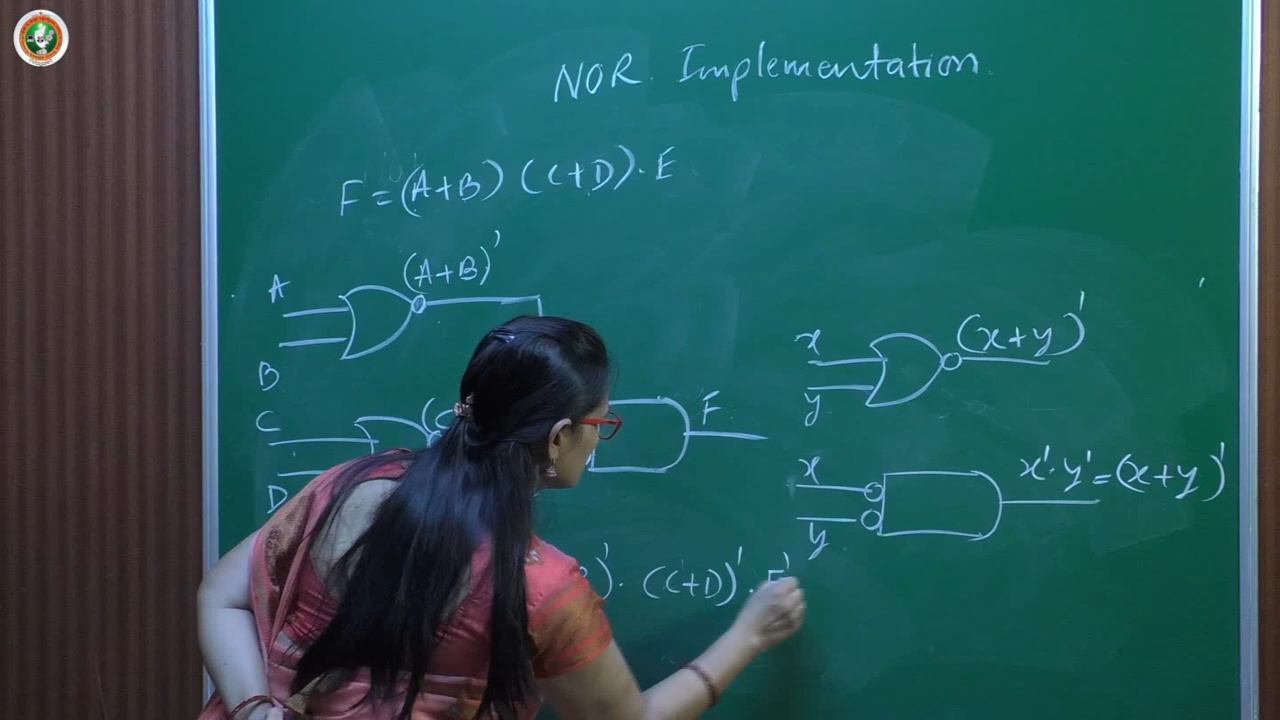 NOR. Implementation.
F = (A+B) (C+D) . E
(A+B)'
A
B
C
(C
D
F
x
y
(x+y)'
x
y
x' . y' = (x+y)'
)' . (C+D)' . E'